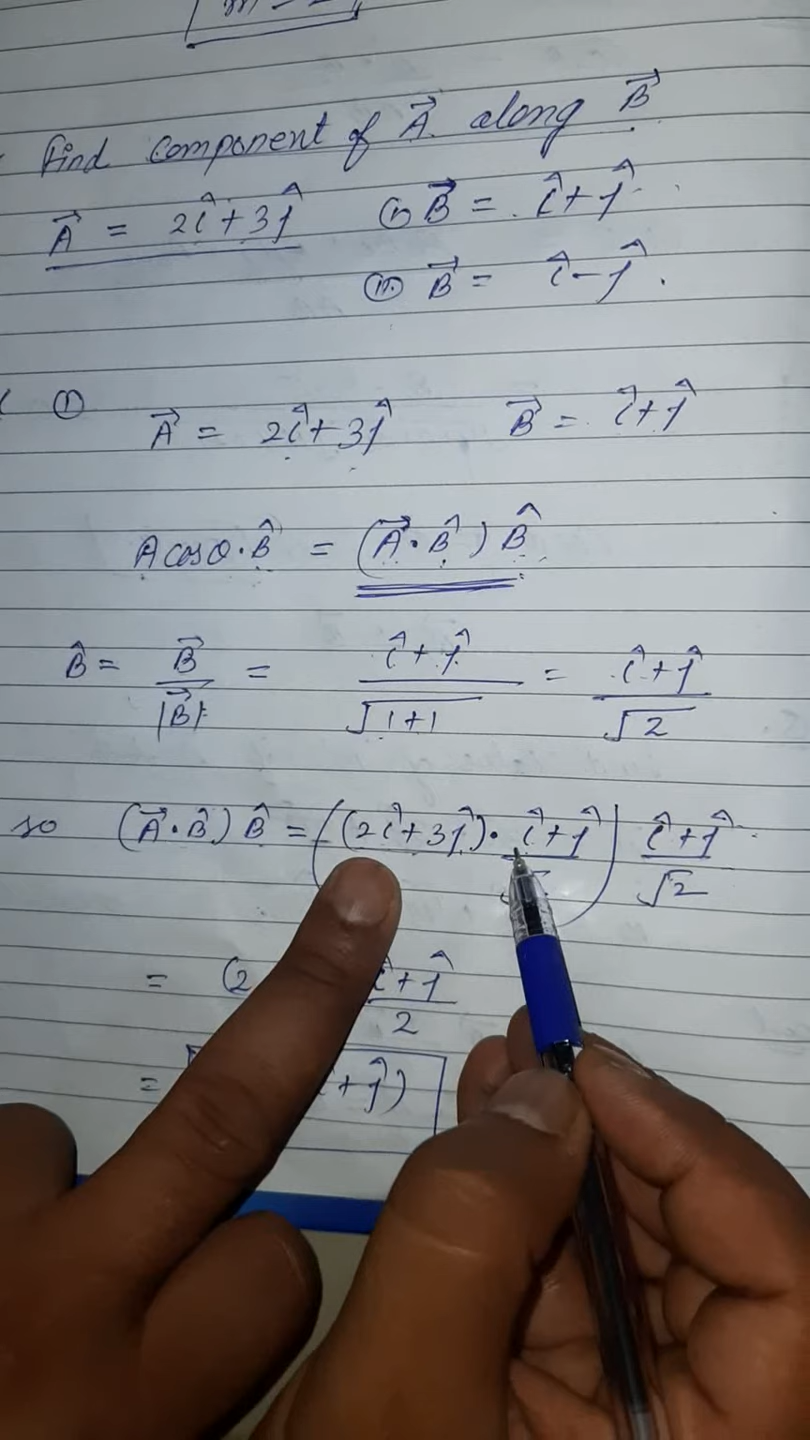 Find component of A⃗ along B⃗
A⃗ = 2î + 3ĵ (i) B⃗ = î + ĵ
(ii) B⃗ = î - ĵ .
① A⃗ = 2î + 3ĵ B⃗ = î + ĵ
A cosθ · B̂ = (A⃗ · B̂) B̂
B̂ = B⃗ / |B⃗| = (î + ĵ) / √1+1 = (î + ĵ) / √2
so (A⃗ · B̂) B̂ = ((2î + 3ĵ) · (î + ĵ) / √ ) (î + ĵ) / √2
= (2 î + ĵ / 2
= + ĵ)